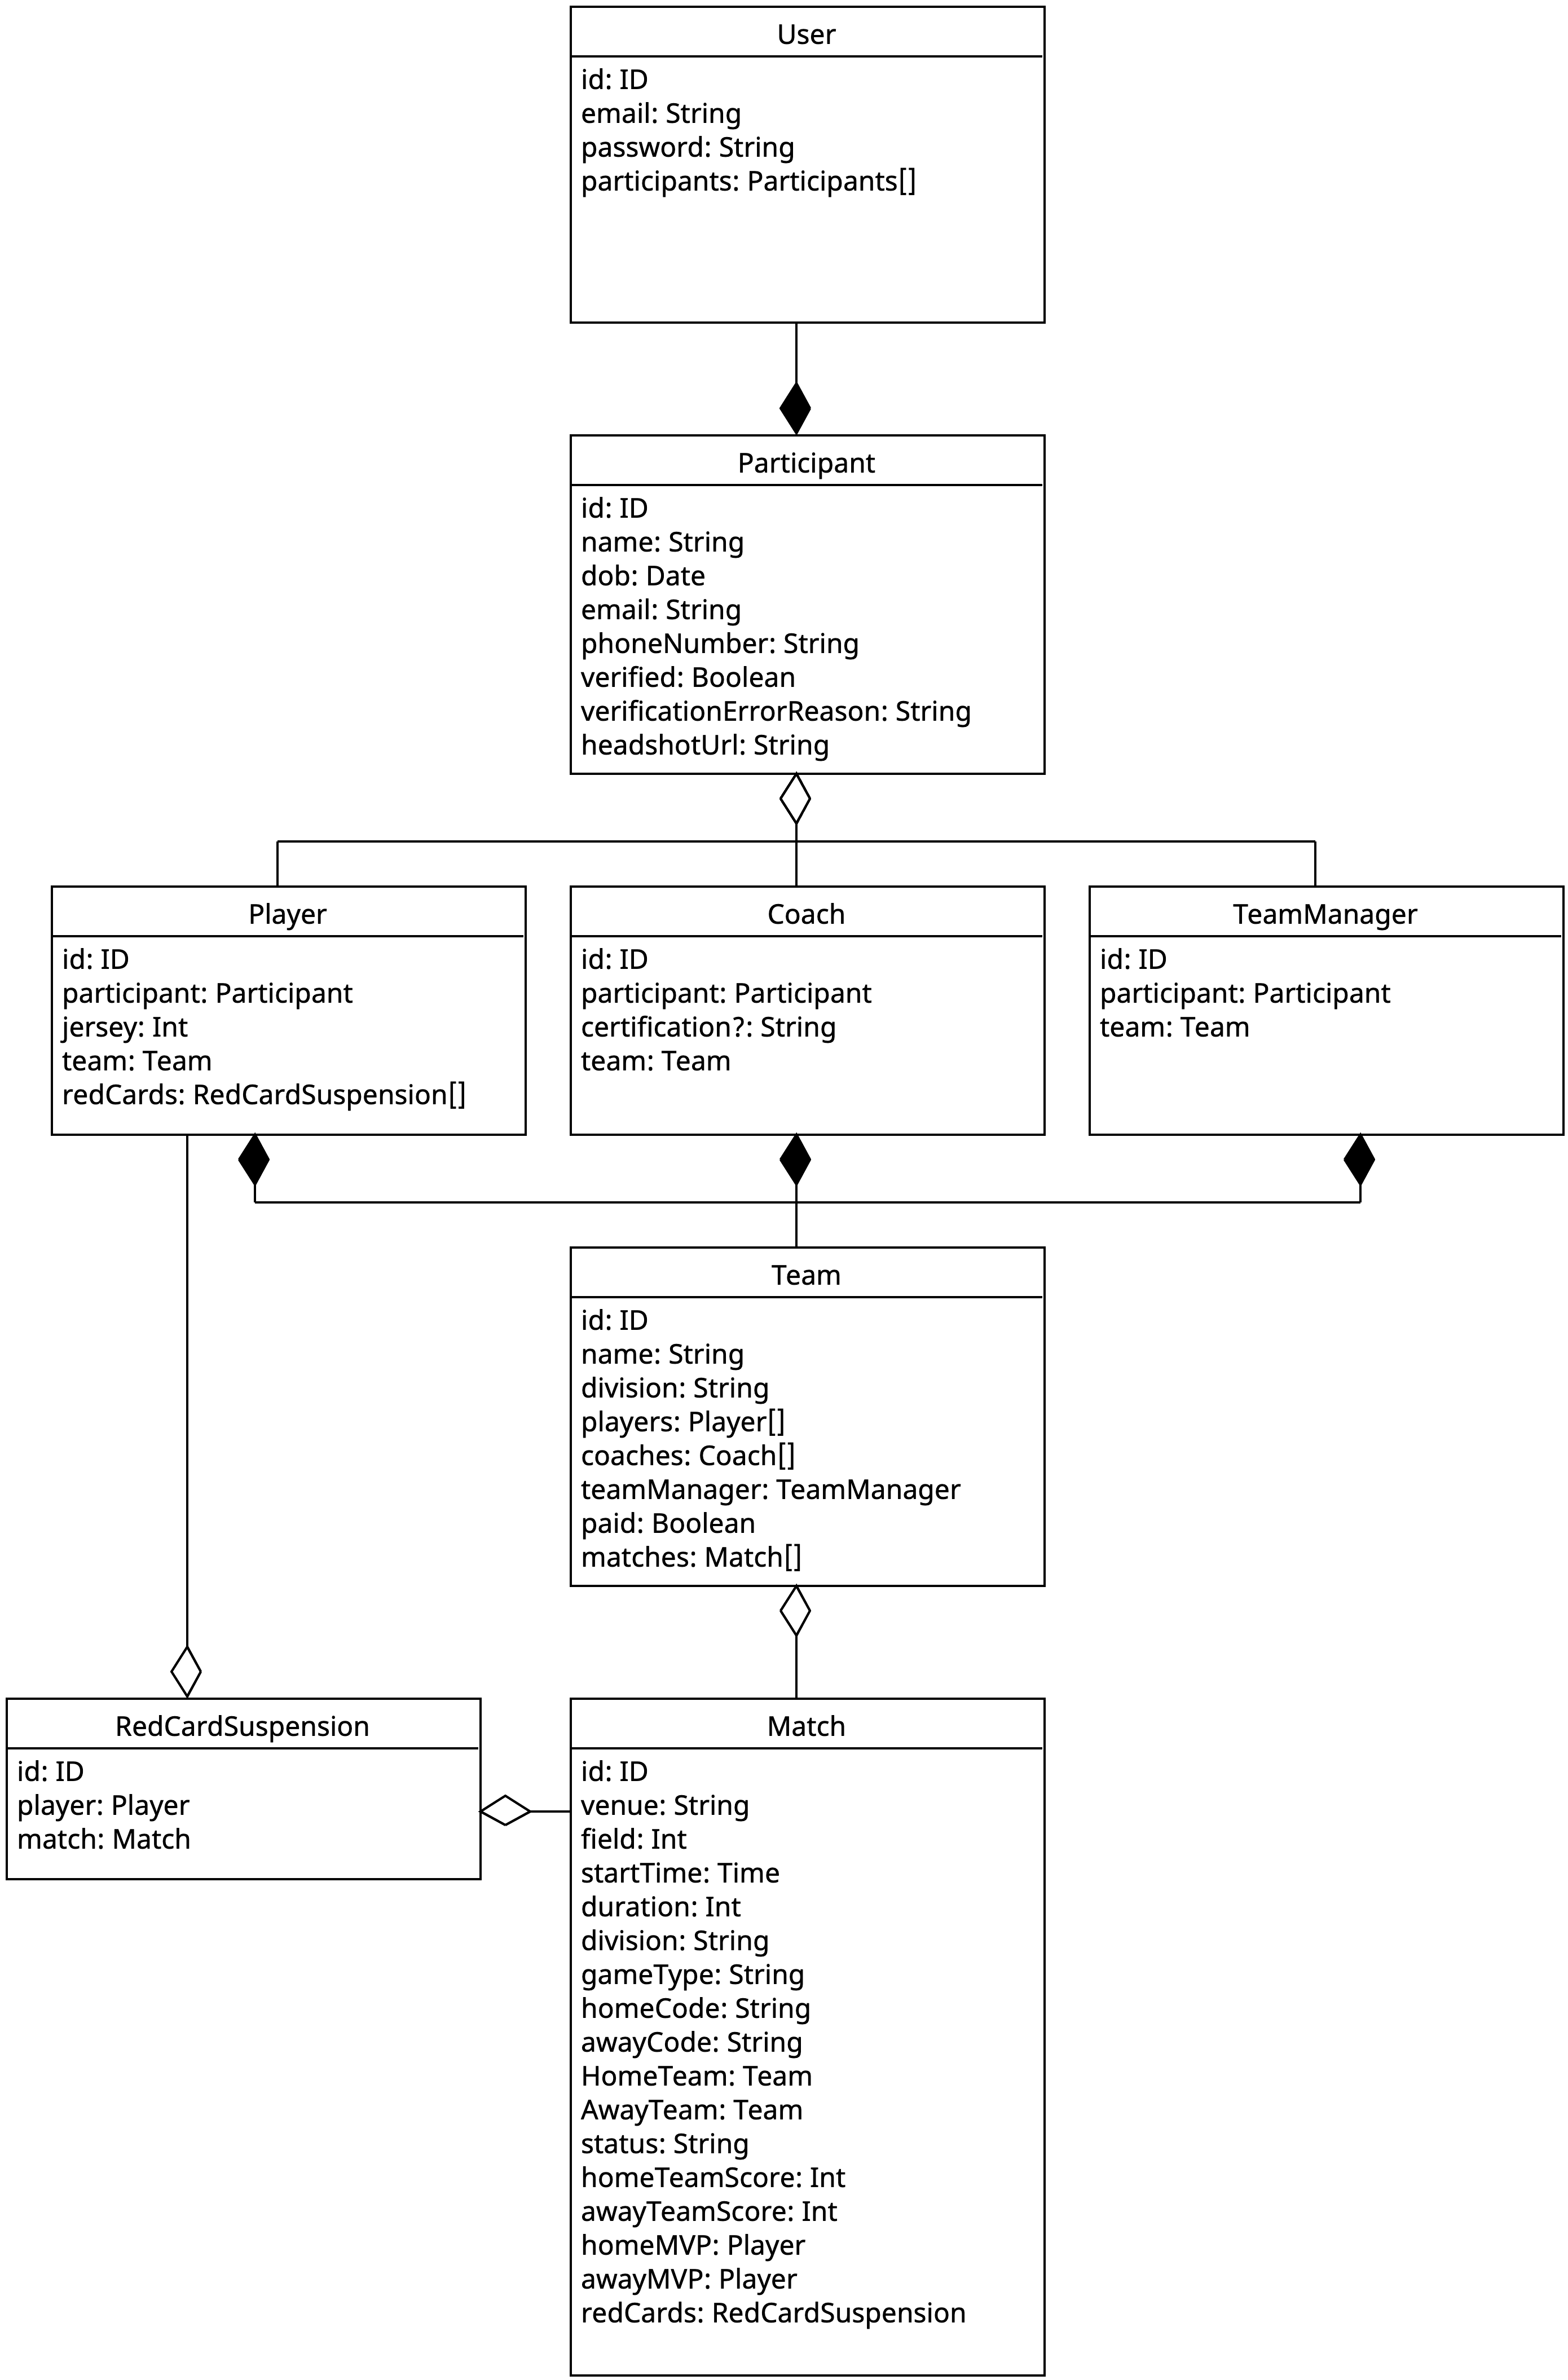 User
id: ID
email: String
password: String
participants: Participants[]
Participant
id: ID
name: String
dob: Date
email: String
phoneNumber: String
verified: Boolean
verificationErrorReason: String
headshotUrl: String
Player
id: ID
participant: Participant
jersey: Int
team: Team
redCards: RedCardSuspension[]
Coach
id: ID
participant: Participant
certification?: String
team: Team
TeamManager
id: ID
participant: Participant
team: Team
Team
id: ID
name: String
division: String
players: Player[]
coaches: Coach[]
teamManager: TeamManager
paid: Boolean
matches: Match[]
RedCardSuspension
id: ID
player: Player
match: Match
Match
id: ID
venue: String
field: Int
startTime: Time
duration: Int
division: String
gameType: String
homeCode: String
awayCode: String
HomeTeam: Team
AwayTeam: Team
status: String
homeTeamScore: Int
awayTeamScore: Int
homeMVP: Player
awayMVP: Player
redCards: RedCardSuspension